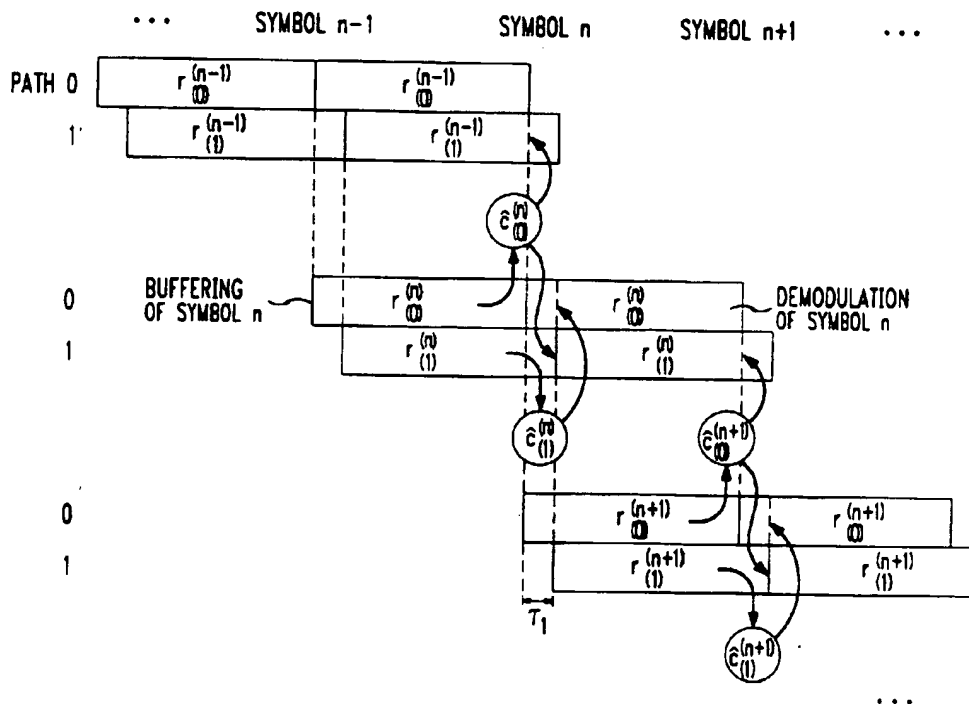 ... SYMBOL n-1 SYMBOL n SYMBOL n+1 ...
PATH 0 r(0)(n-1) r(0)(n-1)
1 r(1)(n-1) r(1)(n-1)
ĉ(0)(n)
BUFFERING OF SYMBOL n
0 r(0)(n) r(0)(n)
DEMODULATION OF SYMBOL n
1 r(1)(n) r(1)(n)
ĉ(1)(n) ĉ(0)(n+1)
0 r(0)(n+1) r(0)(n+1)
1 r(1)(n+1) r(1)(n+1)
τ1
ĉ(1)(n+1)
...